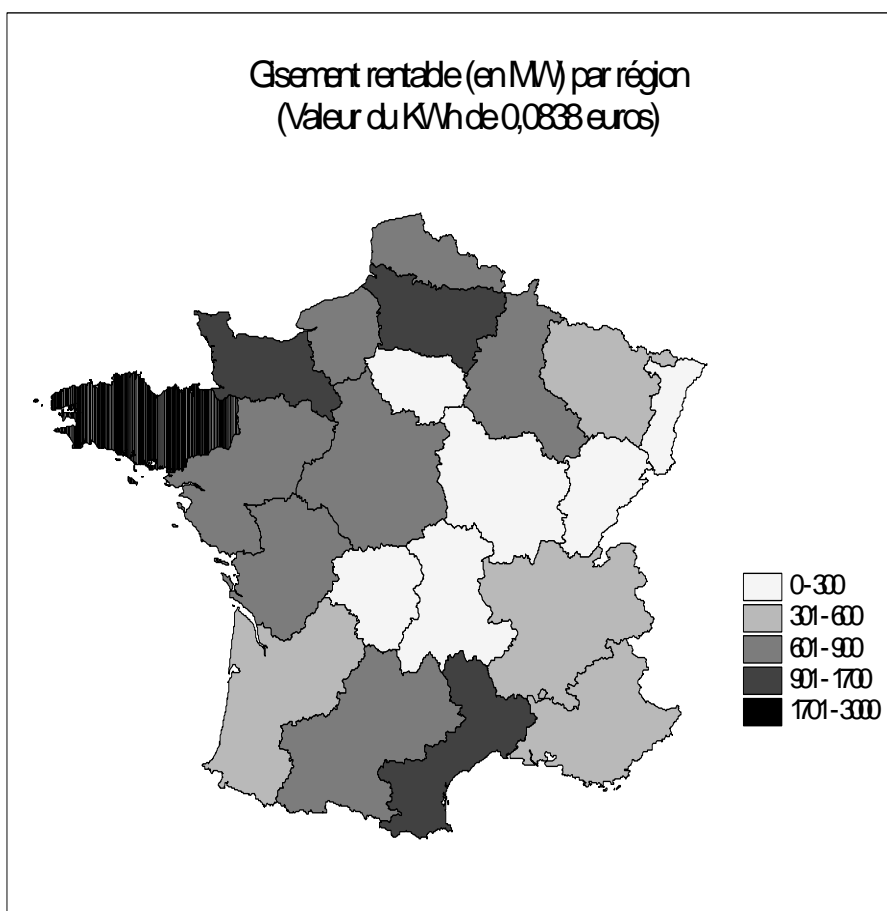 Gisement rentable (en MW) par région
(Valeur du KWh de 0,0838 euros)
0 - 300
301 - 600
601 - 900
901 - 1700
1701 - 3000